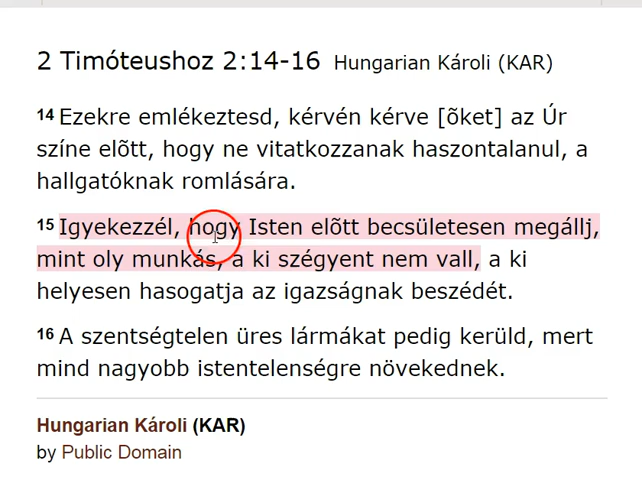 2 Timóteushoz 2:14-16 Hungarian Károli (KAR)
14 Ezekre emlékeztesd, kérvén kérve [õket] az Úr
színe elõtt, hogy ne vitatkozzanak haszontalanul, a
hallgatóknak romlására.
15 Igyekezzél, hogy Isten elõtt becsületesen megállj,
mint oly munkás, a ki szégyent nem vall, a ki
helyesen hasogatja az igazságnak beszédét.
16 A szentségtelen üres lármákat pedig kerüld, mert
mind nagyobb istentelenségre növekednek.
Hungarian Károli (KAR)
by Public Domain